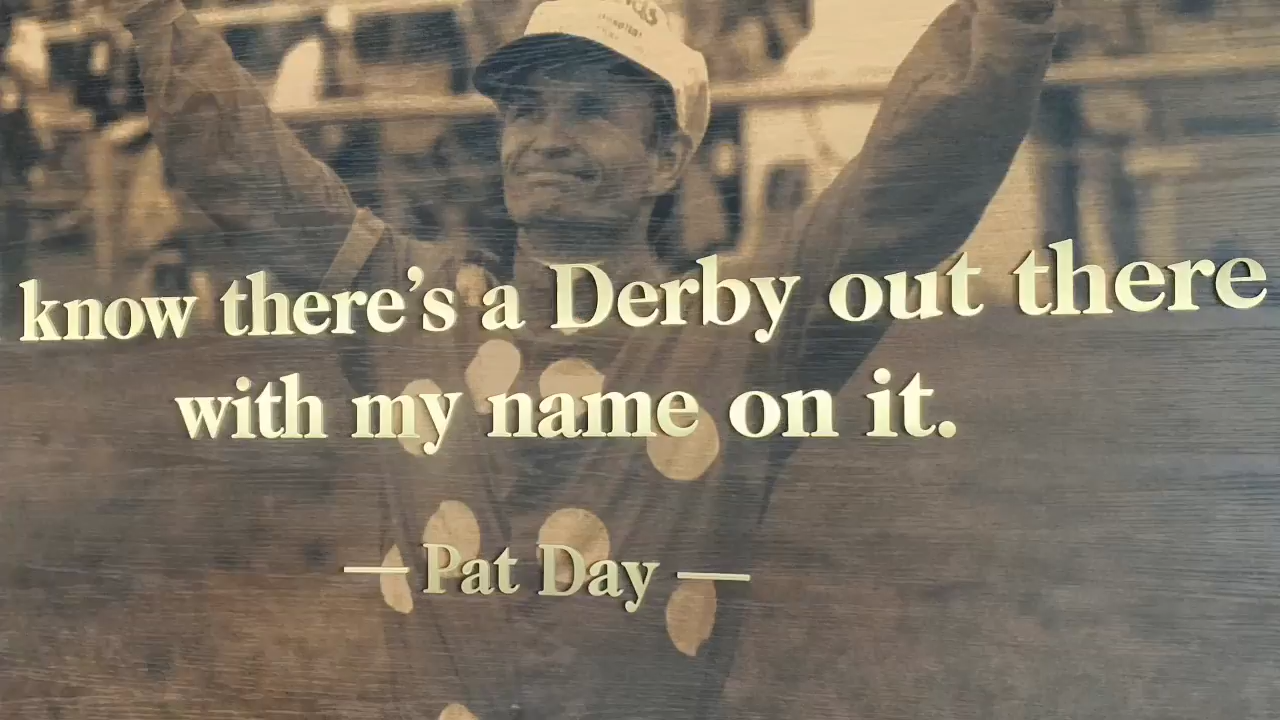 know there's a Derby out there
with my name on it.
— Pat Day —